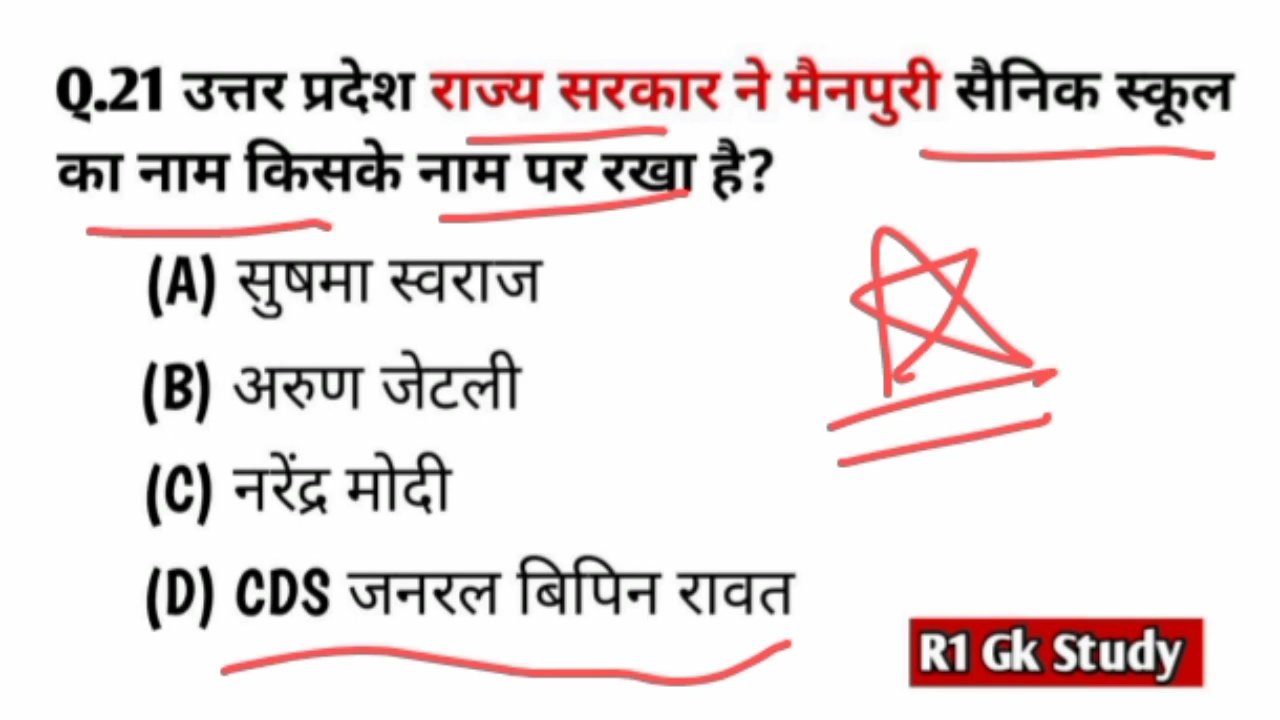 Q.21 उत्तर प्रदेश राज्य सरकार ने मैनपुरी सैनिक स्कूल
का नाम किसके नाम पर रखा है?
(A) सुषमा स्वराज
(B) अरुण जेटली
(C) नरेंद्र मोदी
(D) CDS जनरल बिपिन रावत
R1 Gk Study